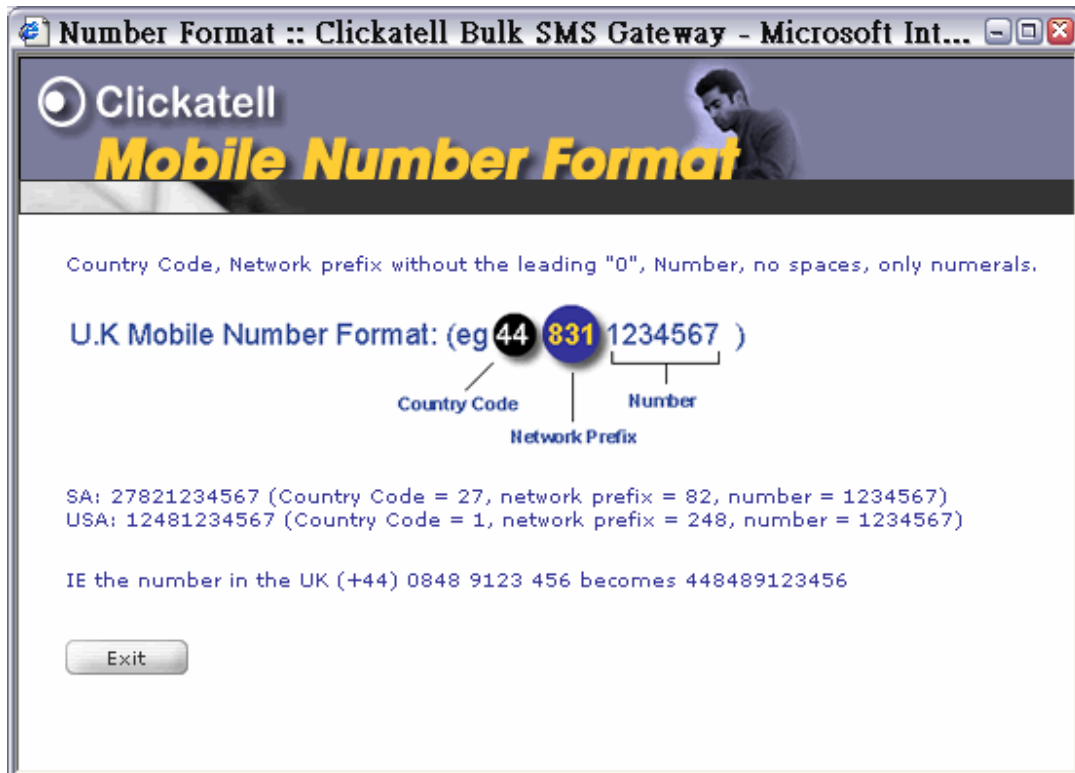 Number Format :: Clickatell Bulk SMS Gateway - Microsoft Int...
Clickatell
Mobile Number Format
Country Code, Network prefix without the leading "0", Number, no spaces, only numerals.
U.K Mobile Number Format: (eg 44 831 1234567 )
Country Code
Number
Network Prefix
SA: 27821234567 (Country Code = 27, network prefix = 82, number = 1234567)
USA: 12481234567 (Country Code = 1, network prefix = 248, number = 1234567)
IE the number in the UK (+44) 0848 9123 456 becomes 448489123456
Exit